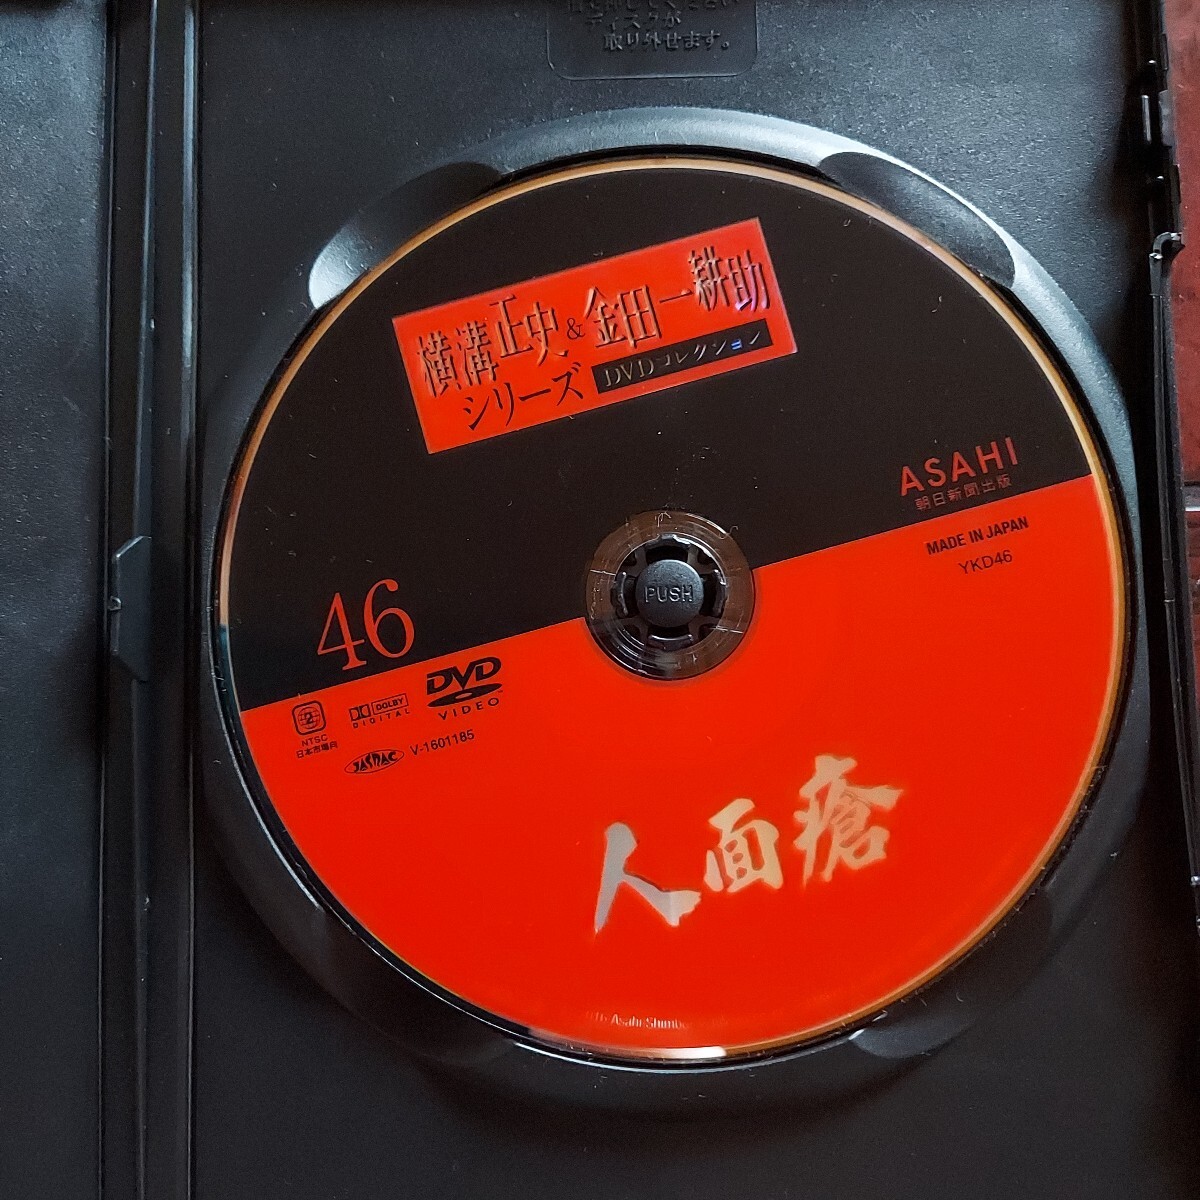 ディスクが
取り外せます。
横溝正史&金田一耕助
シリーズ DVDコレクション
ASAHI
朝日新聞出版
MADE IN JAPAN
YKD46
PUSH
46
2
NTSC
日本市場向
DOLBY
DIGITAL
DVD
VIDEO
JASRAC
V-1601185
人面瘡
Asahi Shimb